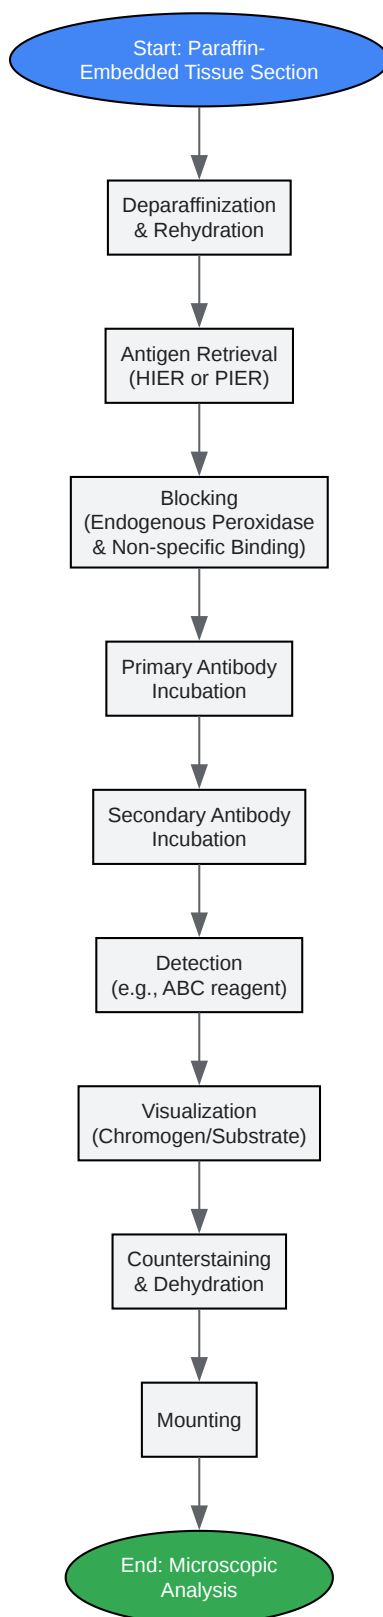 Start: Paraffin-
Embedded Tissue Section
Deparaffinization
& Rehydration
Antigen Retrieval
(HIER or PIER)
Blocking
(Endogenous Peroxidase
& Non-specific Binding)
Primary Antibody
Incubation
Secondary Antibody
Incubation
Detection
(e.g., ABC reagent)
Visualization
(Chromogen/Substrate)
Counterstaining
& Dehydration
Mounting
End: Microscopic
Analysis